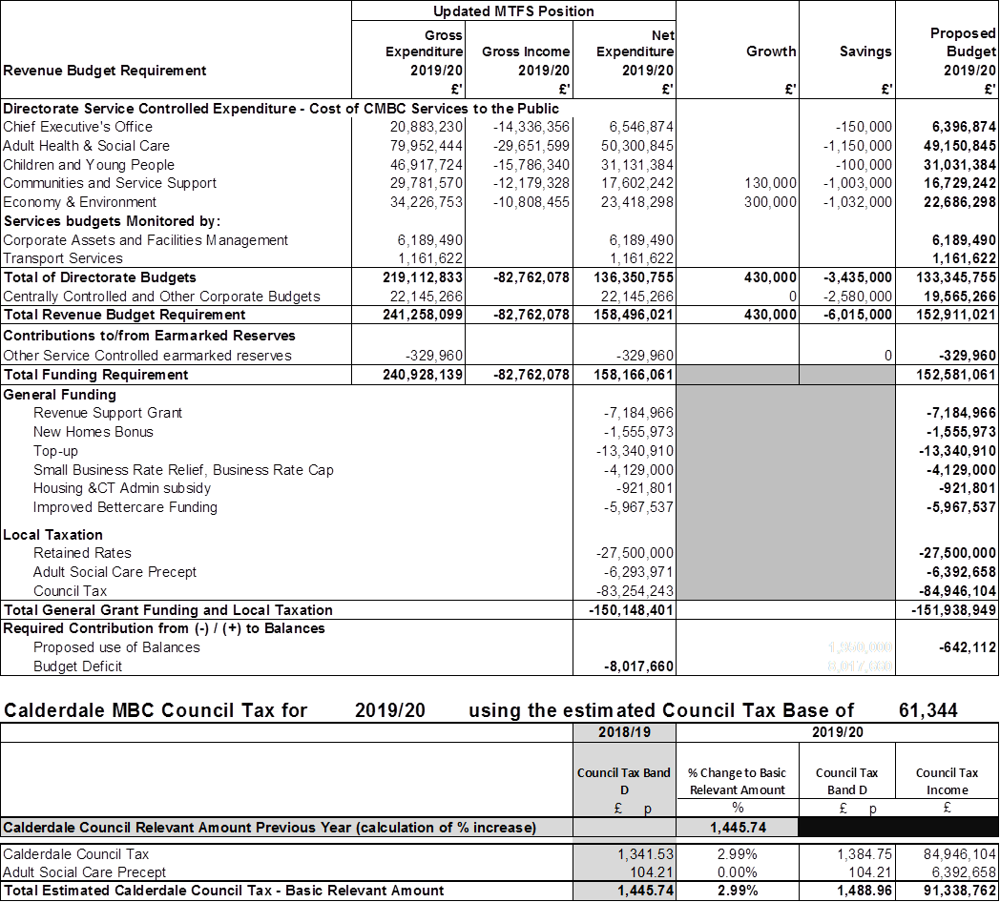 Updated MTFS Position
Revenue Budget Requirement Gross Expenditure 2019/20 £' Gross Income 2019/20 £' Net Expenditure 2019/20 £' Growth £' Savings £' Proposed Budget 2019/20 £'
Directorate Service Controlled Expenditure - Cost of CMBC Services to the Public
Chief Executive's Office 20,883,230 -14,336,356 6,546,874 -150,000 6,396,874
Adult Health & Social Care 79,952,444 -29,651,599 50,300,845 -1,150,000 49,150,845
Children and Young People 46,917,724 -15,786,340 31,131,384 -100,000 31,031,384
Communities and Service Support 29,781,570 -12,179,328 17,602,242 130,000 -1,003,000 16,729,242
Economy & Environment 34,226,753 -10,808,455 23,418,298 300,000 -1,032,000 22,686,298
Services budgets Monitored by:
Corporate Assets and Facilities Management 6,189,490 6,189,490 6,189,490
Transport Services 1,161,622 1,161,622 1,161,622
Total of Directorate Budgets 219,112,833 -82,762,078 136,350,755 430,000 -3,435,000 133,345,755
Centrally Controlled and Other Corporate Budgets 22,145,266 22,145,266 0 -2,580,000 19,565,266
Total Revenue Budget Requirement 241,258,099 -82,762,078 158,496,021 430,000 -6,015,000 152,911,021
Contributions to/from Earmarked Reserves
Other Service Controlled earmarked reserves -329,960 -329,960 0 -329,960
Total Funding Requirement 240,928,139 -82,762,078 158,166,061 152,581,061
General Funding
Revenue Support Grant -7,184,966 -7,184,966
New Homes Bonus -1,555,973 -1,555,973
Top-up -13,340,910 -13,340,910
Small Business Rate Relief, Business Rate Cap -4,129,000 -4,129,000
Housing &CT Admin subsidy -921,801 -921,801
Improved Bettercare Funding -5,967,537 -5,967,537
Local Taxation
Retained Rates -27,500,000 -27,500,000
Adult Social Care Precept -6,293,971 -6,392,658
Council Tax -83,254,243 -84,946,104
Total General Grant Funding and Local Taxation -150,148,401 -151,938,949
Required Contribution from (-) / (+) to Balances
Proposed use of Balances 1,950,000 -642,112
Budget Deficit -8,017,660 8,017,660
Calderdale MBC Council Tax for 2019/20 using the estimated Council Tax Base of 61,344
2018/19 2019/20
Council Tax Band D £ p % Change to Basic Relevant Amount % Council Tax Band D £ p Council Tax Income £
Calderdale Council Relevant Amount Previous Year (calculation of % increase) 1,445.74
Calderdale Council Tax 1,341.53 2.99% 1,384.75 84,946,104
Adult Social Care Precept 104.21 0.00% 104.21 6,392,658
Total Estimated Calderdale Council Tax - Basic Relevant Amount 1,445.74 2.99% 1,488.96 91,338,762